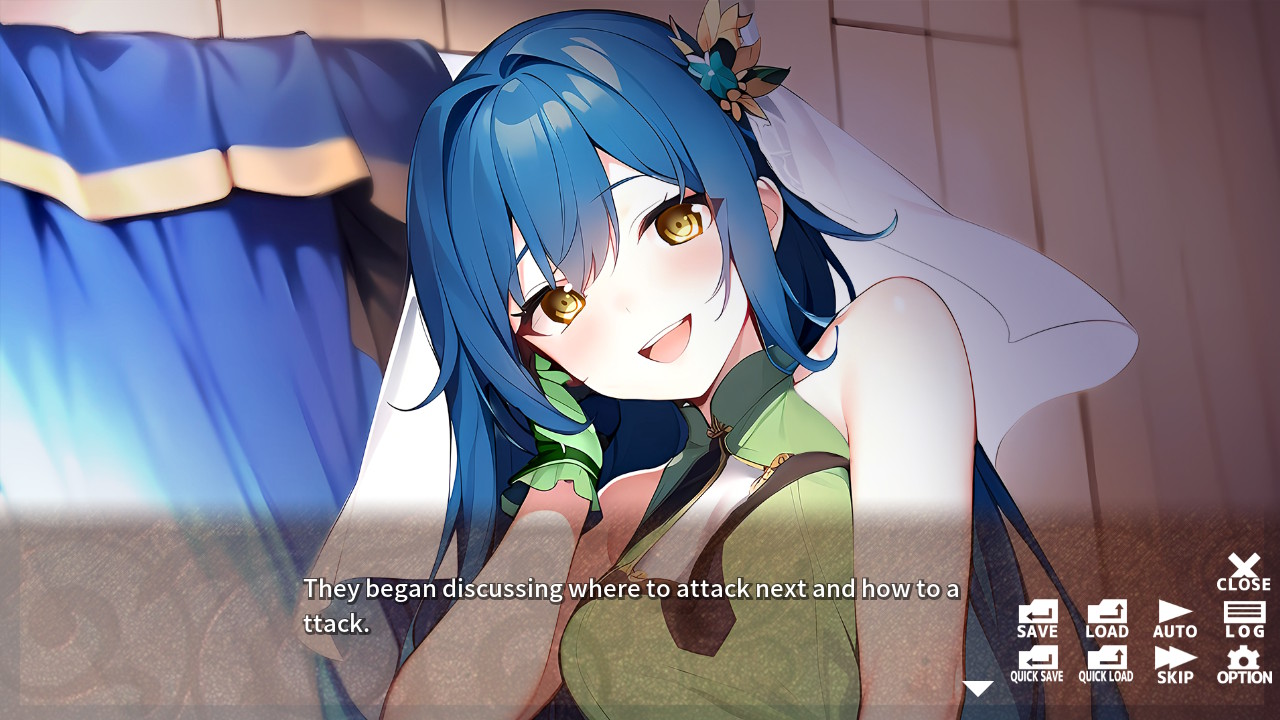 They began discussing where to attack next and how to a
ttack.
CLOSE
SAVE LOAD AUTO LOG
QUICK SAVE QUICK LOAD SKIP OPTION